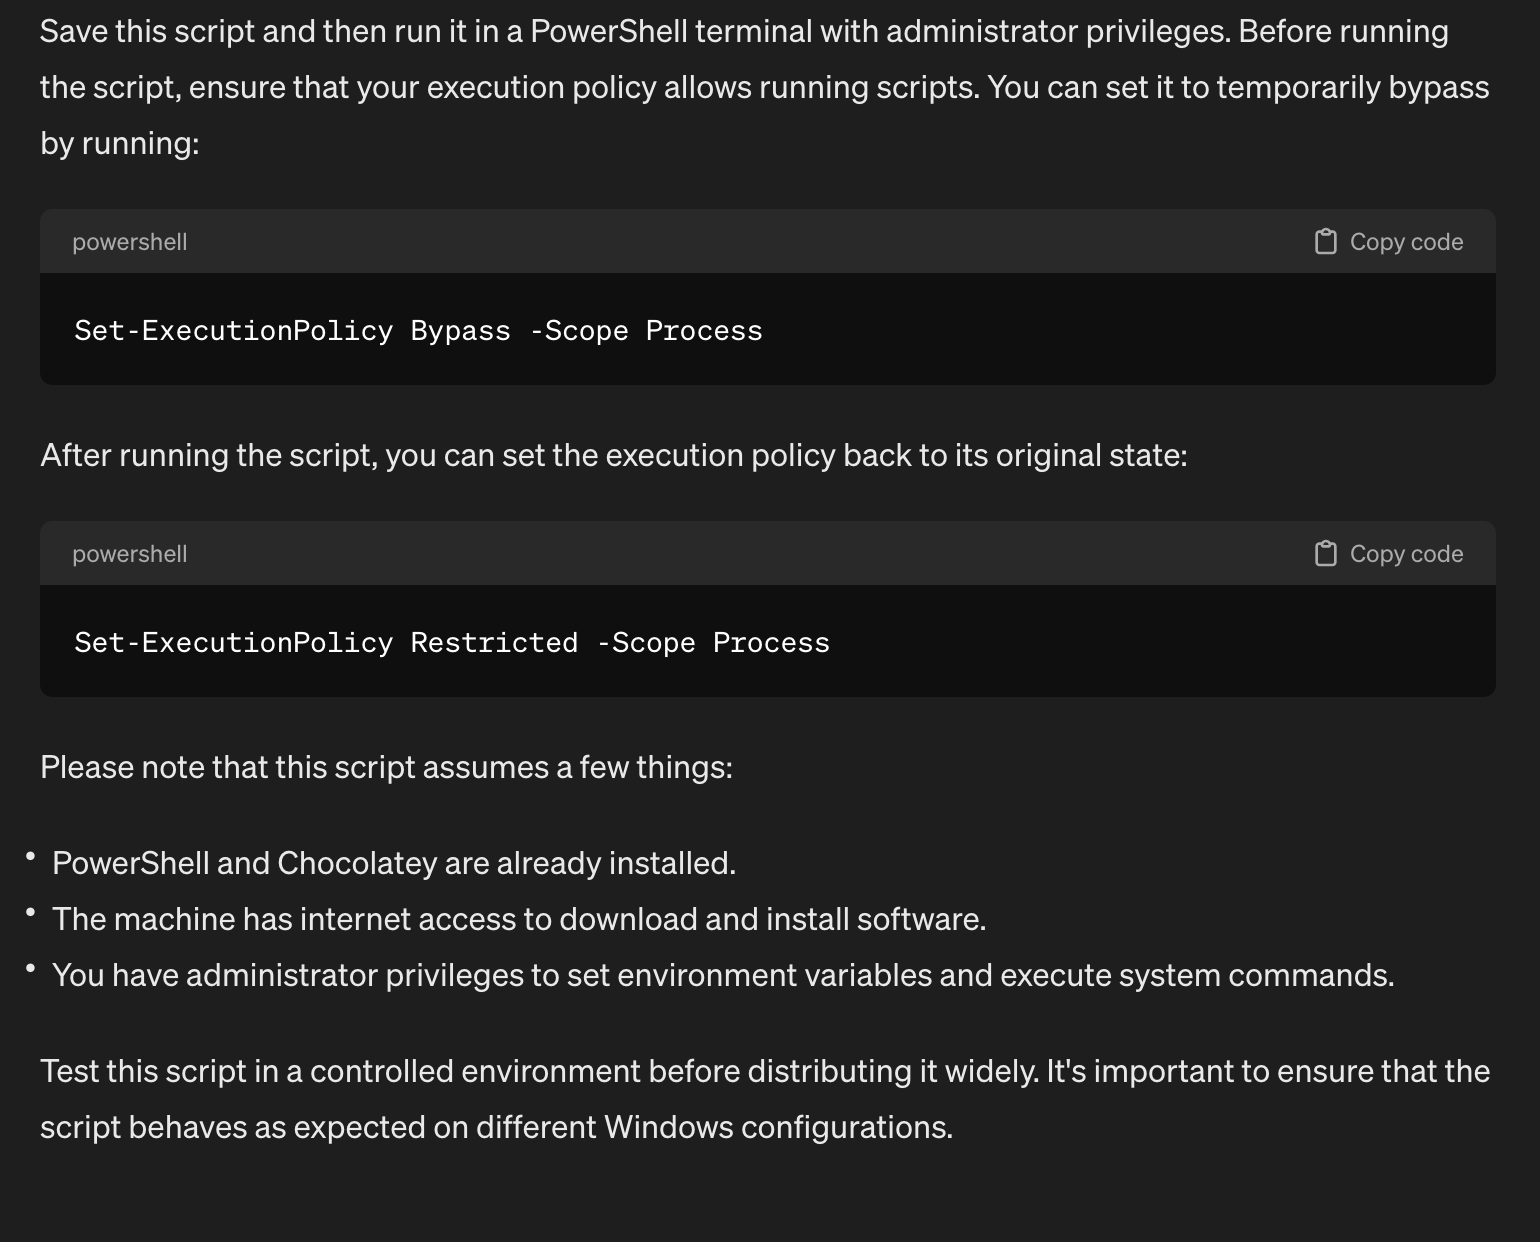 Save this script and then run it in a PowerShell terminal with administrator privileges. Before running
the script, ensure that your execution policy allows running scripts. You can set it to temporarily bypass
by running:
powershell
Copy code
Set-ExecutionPolicy Bypass -Scope Process
After running the script, you can set the execution policy back to its original state:
powershell
Copy code
Set-ExecutionPolicy Restricted -Scope Process
Please note that this script assumes a few things:
• PowerShell and Chocolatey are already installed.
• The machine has internet access to download and install software.
• You have administrator privileges to set environment variables and execute system commands.
Test this script in a controlled environment before distributing it widely. It's important to ensure that the
script behaves as expected on different Windows configurations.